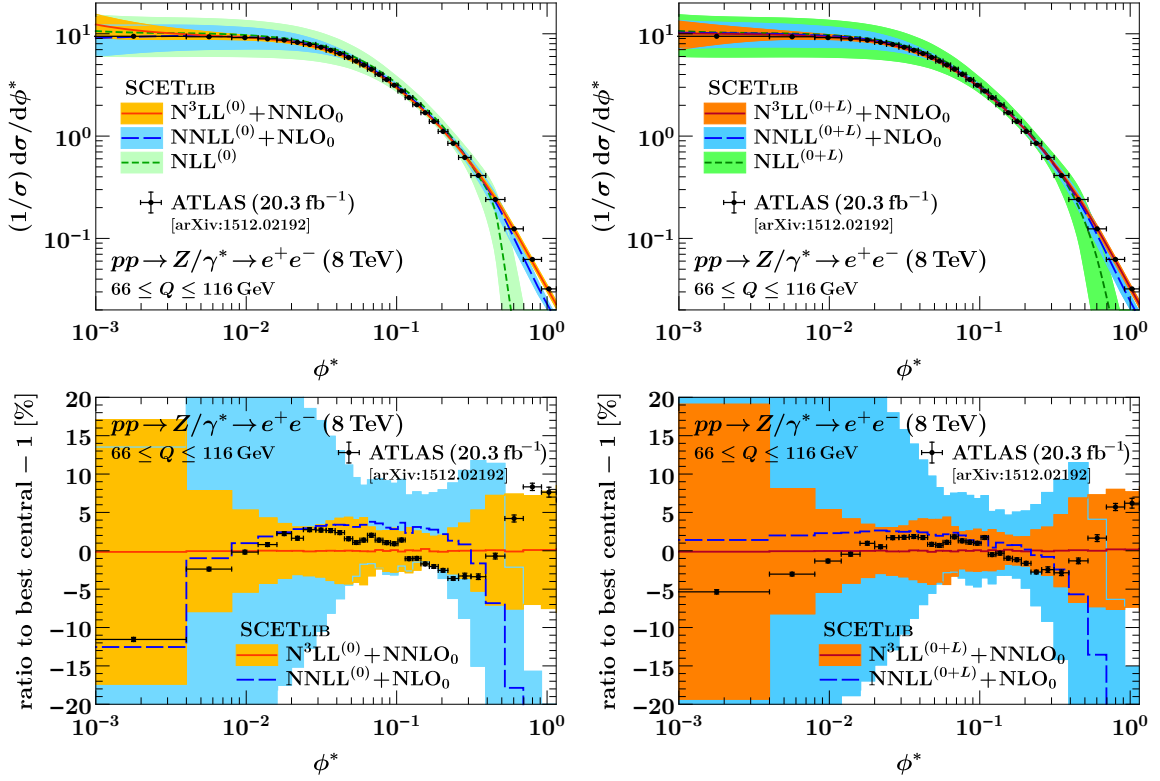 (1/σ) dσ/dϕ*
10¹
10⁰
10⁻¹
SCETLIB
N³LL⁽⁰⁾+NNLO₀
NNLL⁽⁰⁾+NLO₀
NLL⁽⁰⁾
ATLAS (20.3 fb⁻¹)
[arXiv:1512.02192]
pp → Z/γ* → e⁺e⁻ (8 TeV)
66 ≤ Q ≤ 116 GeV
10⁻³ 10⁻² 10⁻¹ 10⁰
ϕ*
(1/σ) dσ/dϕ*
10¹
10⁰
10⁻¹
SCETLIB
N³LL⁽⁰⁺ᴸ⁾+NNLO₀
NNLL⁽⁰⁺ᴸ⁾+NLO₀
NLL⁽⁰⁺ᴸ⁾
ATLAS (20.3 fb⁻¹)
[arXiv:1512.02192]
pp → Z/γ* → e⁺e⁻ (8 TeV)
66 ≤ Q ≤ 116 GeV
10⁻³ 10⁻² 10⁻¹ 10⁰
ϕ*
ratio to best central − 1 [%]
20
15
10
5
0
−5
−10
−15
−20
pp → Z/γ* → e⁺e⁻ (8 TeV)
66 ≤ Q ≤ 116 GeV
ATLAS (20.3 fb⁻¹)
[arXiv:1512.02192]
SCETLIB
N³LL⁽⁰⁾+NNLO₀
NNLL⁽⁰⁾+NLO₀
10⁻³ 10⁻² 10⁻¹ 10⁰
ϕ*
ratio to best central − 1 [%]
20
15
10
5
0
−5
−10
−15
−20
pp → Z/γ* → e⁺e⁻ (8 TeV)
66 ≤ Q ≤ 116 GeV
ATLAS (20.3 fb⁻¹)
[arXiv:1512.02192]
SCETLIB
N³LL⁽⁰⁺ᴸ⁾+NNLO₀
NNLL⁽⁰⁺ᴸ⁾+NLO₀
10⁻³ 10⁻² 10⁻¹ 10⁰
ϕ*